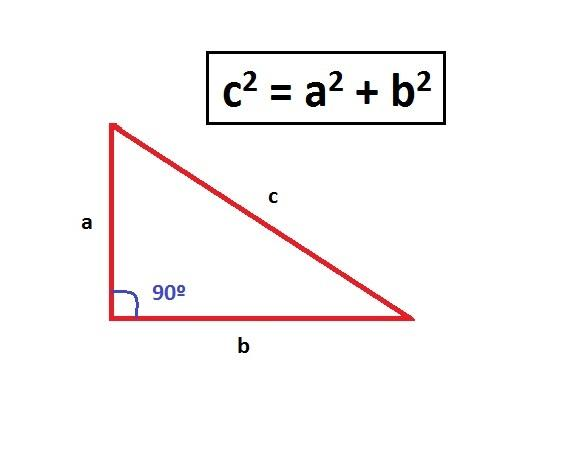 c² = a² + b²
c
a
90º
b